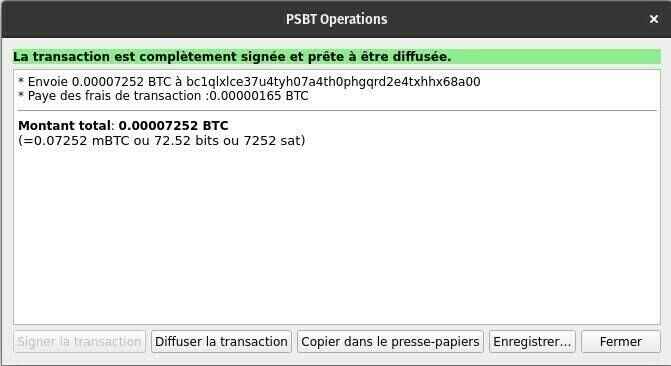 PSBT Operations
La transaction est complètement signée et prête à être diffusée.
* Envoie 0.00007252 BTC à bc1qlxlce37u4tyh07a4th0phgqrd2e4txhhx68a00
* Paye des frais de transaction :0.00000165 BTC
Montant total: 0.00007252 BTC
(=0.07252 mBTC ou 72.52 bits ou 7252 sat)
Signer la transaction
Diffuser la transaction
Copier dans le presse-papiers
Enregistrer...
Fermer